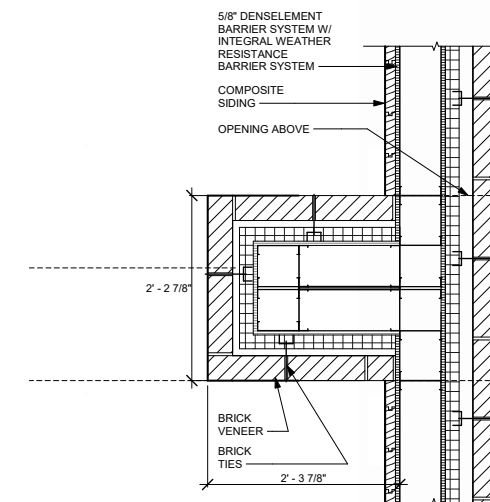 5/8" DENSELEMENT
BARRIER SYSTEM W/
INTEGRAL WEATHER
RESISTANCE
BARRIER SYSTEM
COMPOSITE
SIDING
OPENING ABOVE
2' - 2 7/8"
BRICK
VENEER
BRICK
TIES
2' - 3 7/8"